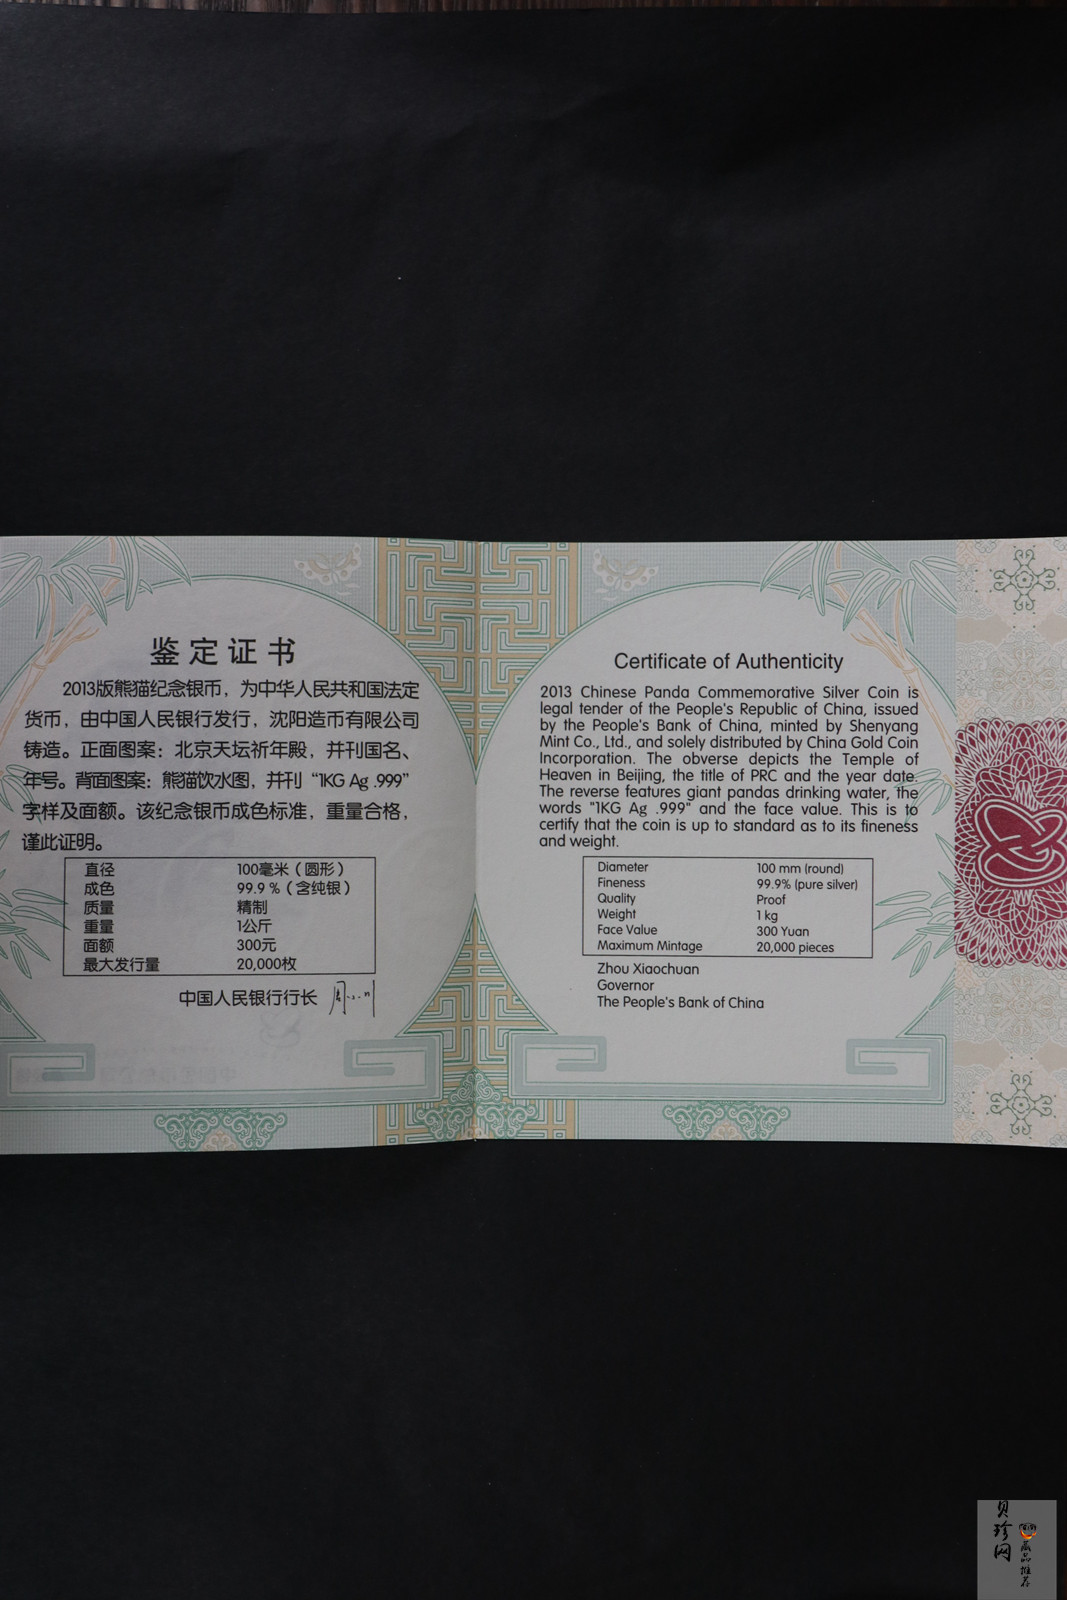 鉴定证书
2013版熊猫纪念银币，为中华人民共和国法定
货币，由中国人民银行发行，沈阳造币有限公司
铸造。正面图案：北京天坛祈年殿，并刊国名、
年号。背面图案：熊猫饮水图，并刊“1KG Ag .999”
字样及面额。该纪念银币成色标准，重量合格，
谨此证明。
直径 100毫米（圆形）
成色 99.9 %（含纯银）
质量 精制
重量 1公斤
面额 300元
最大发行量 20,000枚
中国人民银行行长
Certificate of Authenticity
2013 Chinese Panda Commemorative Silver Coin is
legal tender of the People's Republic of China, issued
by the People's Bank of China, minted by Shenyang
Mint Co., Ltd., and solely distributed by China Gold Coin
Incorporation. The obverse depicts the Temple of
Heaven in Beijing, the title of PRC and the year date.
The reverse features giant pandas drinking water, the
words "1KG Ag .999" and the face value. This is to
certify that the coin is up to standard as to its fineness
and weight.
Diameter 100 mm (round)
Fineness 99.9% (pure silver)
Quality Proof
Weight 1 kg
Face Value 300 Yuan
Maximum Mintage 20,000 pieces
Zhou Xiaochuan
Governor
The People's Bank of China
贝珍网
藏品推荐